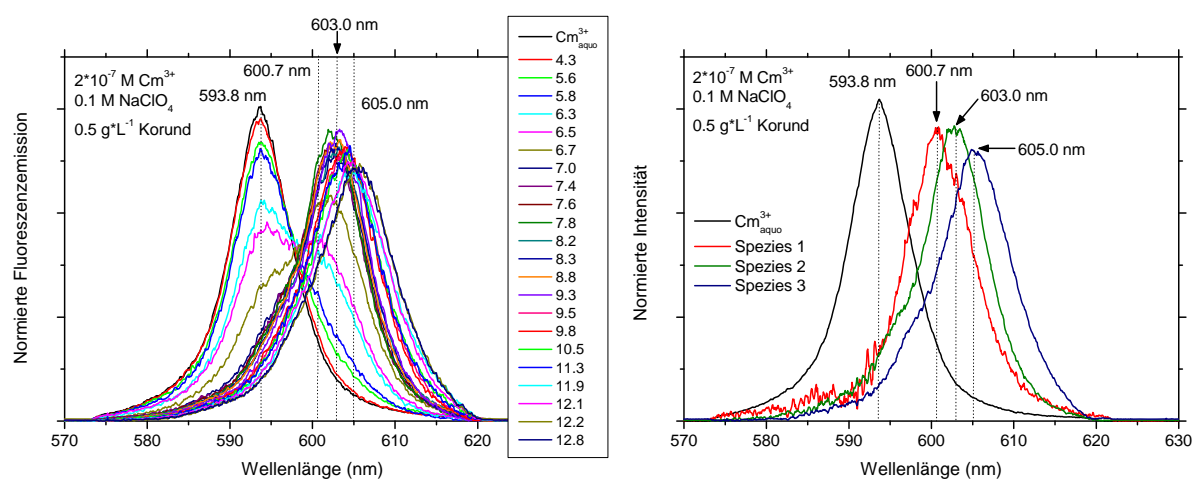 603.0 nm
600.7 nm
593.8 nm
605.0 nm
2*10⁻⁷ M Cm³⁺
0.1 M NaClO₄
0.5 g*L⁻¹ Korund
Normierte Fluoreszenzemission
570 580 590 600 610 620
Wellenlänge (nm)
Cm³⁺aquo
4.3
5.6
5.8
6.3
6.5
6.7
7.0
7.4
7.6
7.8
8.2
8.3
8.8
9.3
9.5
9.8
10.5
11.3
11.9
12.1
12.2
12.8
2*10⁻⁷ M Cm³⁺
0.1 M NaClO₄
0.5 g*L⁻¹ Korund
593.8 nm
600.7 nm
603.0 nm
605.0 nm
Cm³⁺aquo
Spezies 1
Spezies 2
Spezies 3
Normierte Intensität
570 580 590 600 610 620 630
Wellenlänge (nm)